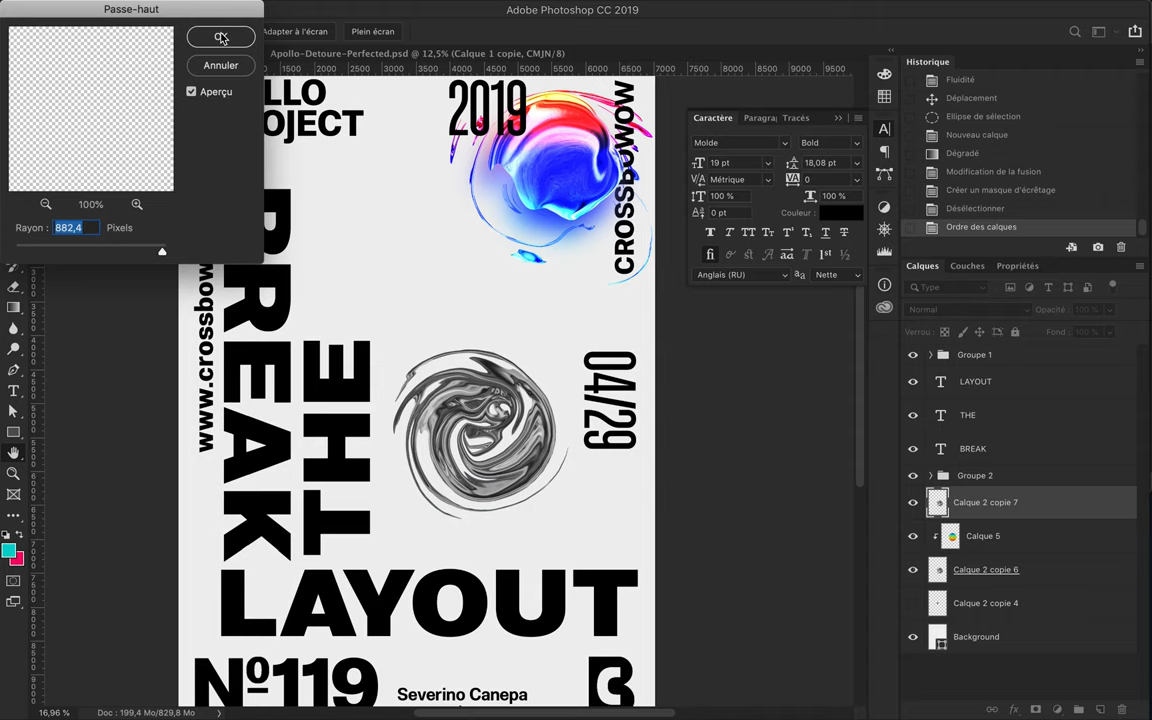 Passe-haut
Adobe Photoshop CC 2019
OK
Adapter à l'écran
Plein écran
Annuler
Aperçu
100%
Rayon :
882,4
Pixels
Apollo-Detoure-Perfected.psd @ 12,5% (Calque 1 copie, CMJN/8)
1500
2000
2500
3000
3500
4000
4500
5000
5500
6000
6500
7000
7500
8000
8500
9000
9500
LLO
OJECT
2019
CROSSBOWOW
BREAK
THE
www.crossbow
04/29
LAYOUT
Nº119
Severino Canepa
Caractère
Paragra
Tracés
Molde
Bold
19 pt
18,08 pt
Métrique
0
100 %
100 %
0 pt
Couleur :
Anglais (RU)
Nette
Historique
Fluidité
Déplacement
Ellipse de sélection
Nouveau calque
Dégradé
Modification de la fusion
Créer un masque d'écrêtage
Désélectionner
Ordre des calques
Calques
Couches
Propriétés
Type
Normal
Opacité :
100 %
Verrou :
Fond :
100 %
Groupe 1
LAYOUT
THE
BREAK
Groupe 2
Calque 2 copie 7
Calque 5
Calque 2 copie 6
Calque 2 copie 4
Background
16,96 %
Doc : 199,4 Mo/829,8 Mo